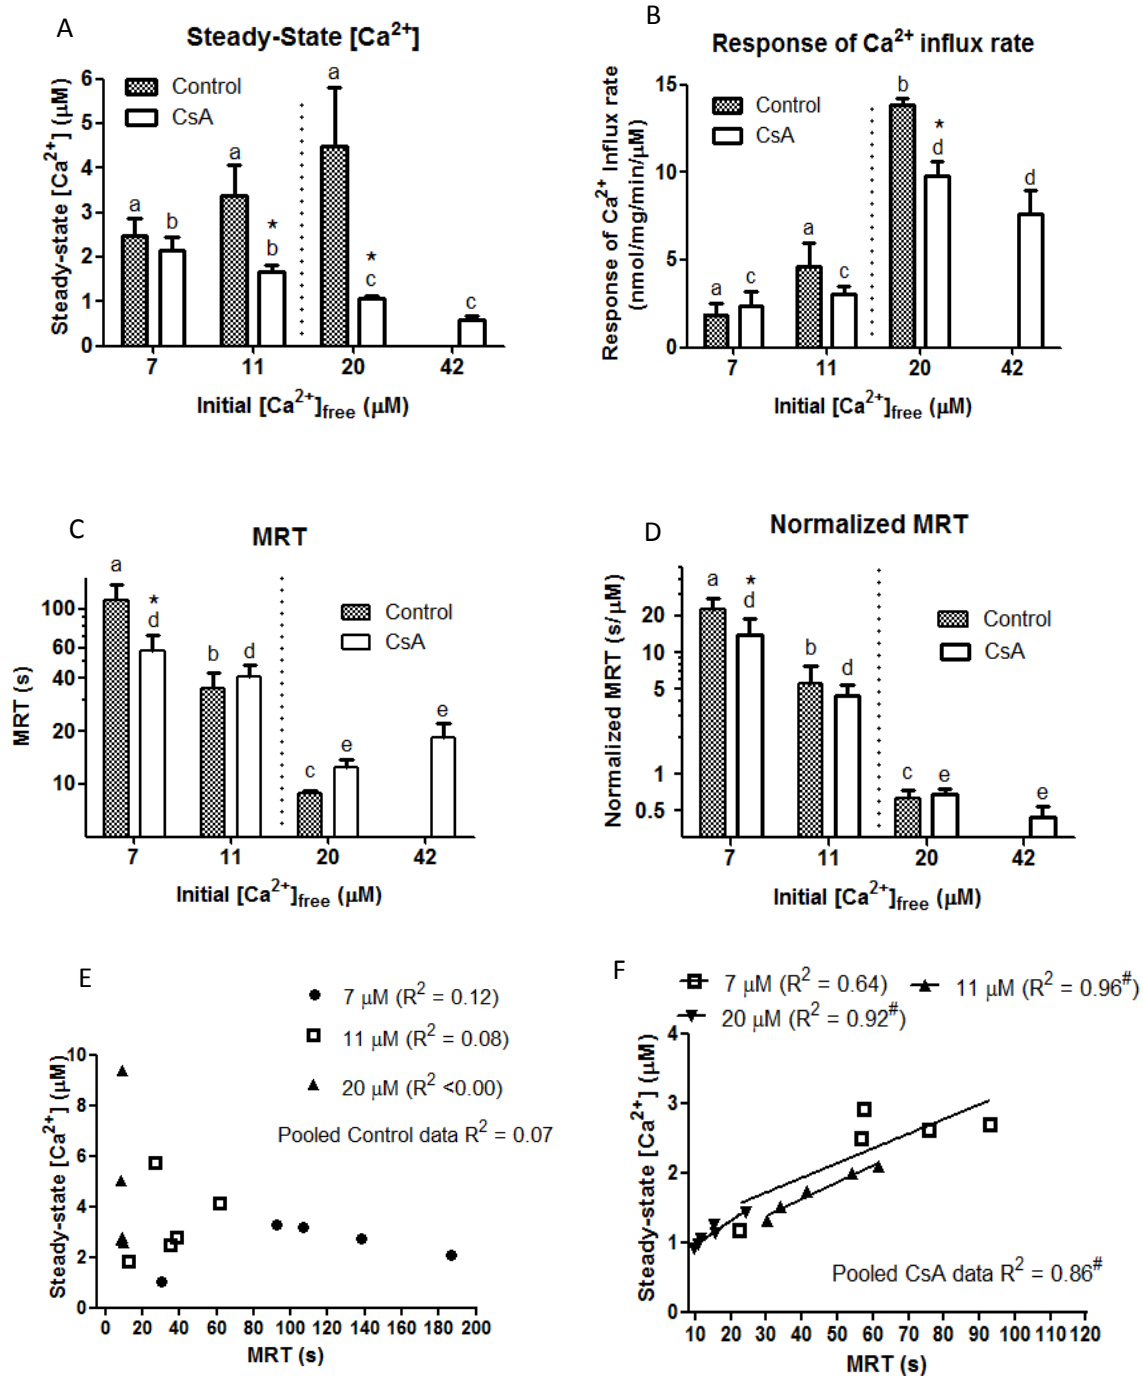 A
Steady-State [Ca2+]
Steady-state [Ca2+] (μM)
6
5
4
3
2
1
0
Control
CsA
a
b
a
*
b
a
*
c
c
7 11 20 42
Initial [Ca2+]free (μM)
B
Response of Ca2+ influx rate
Response of Ca2+ Influx rate
(nmol/mg/min/μM)
15
10
5
0
Control
CsA
a
c
a
c
b
*
d
d
7 11 20 42
Initial [Ca2+]free (μM)
C
MRT
MRT (s)
100
60
40
20
10
Control
CsA
a
*
d
b
d
c
e
e
7 11 20 42
Initial [Ca2+]free (μM)
D
Normalized MRT
Normalized MRT (s/μM)
20
10
5
1
0.5
Control
CsA
a
*
d
b
d
c
e
e
7 11 20 42
Initial [Ca2+]free (μM)
E
7 μM (R2 = 0.12)
11 μM (R2 = 0.08)
20 μM (R2 <0.00)
Pooled Control data R2 = 0.07
Steady-state [Ca2+] (μM)
10
8
6
4
2
0
0 20 40 60 80 100 120 140 160 180 200
MRT (s)
F
7 μM (R2 = 0.64)
11 μM (R2 = 0.96#)
20 μM (R2 = 0.92#)
Steady-state [Ca2+] (μM)
4
3
2
1
0
Pooled CsA data R2 = 0.86#
10 20 30 40 50 60 70 80 90 100 110 120
MRT (s)